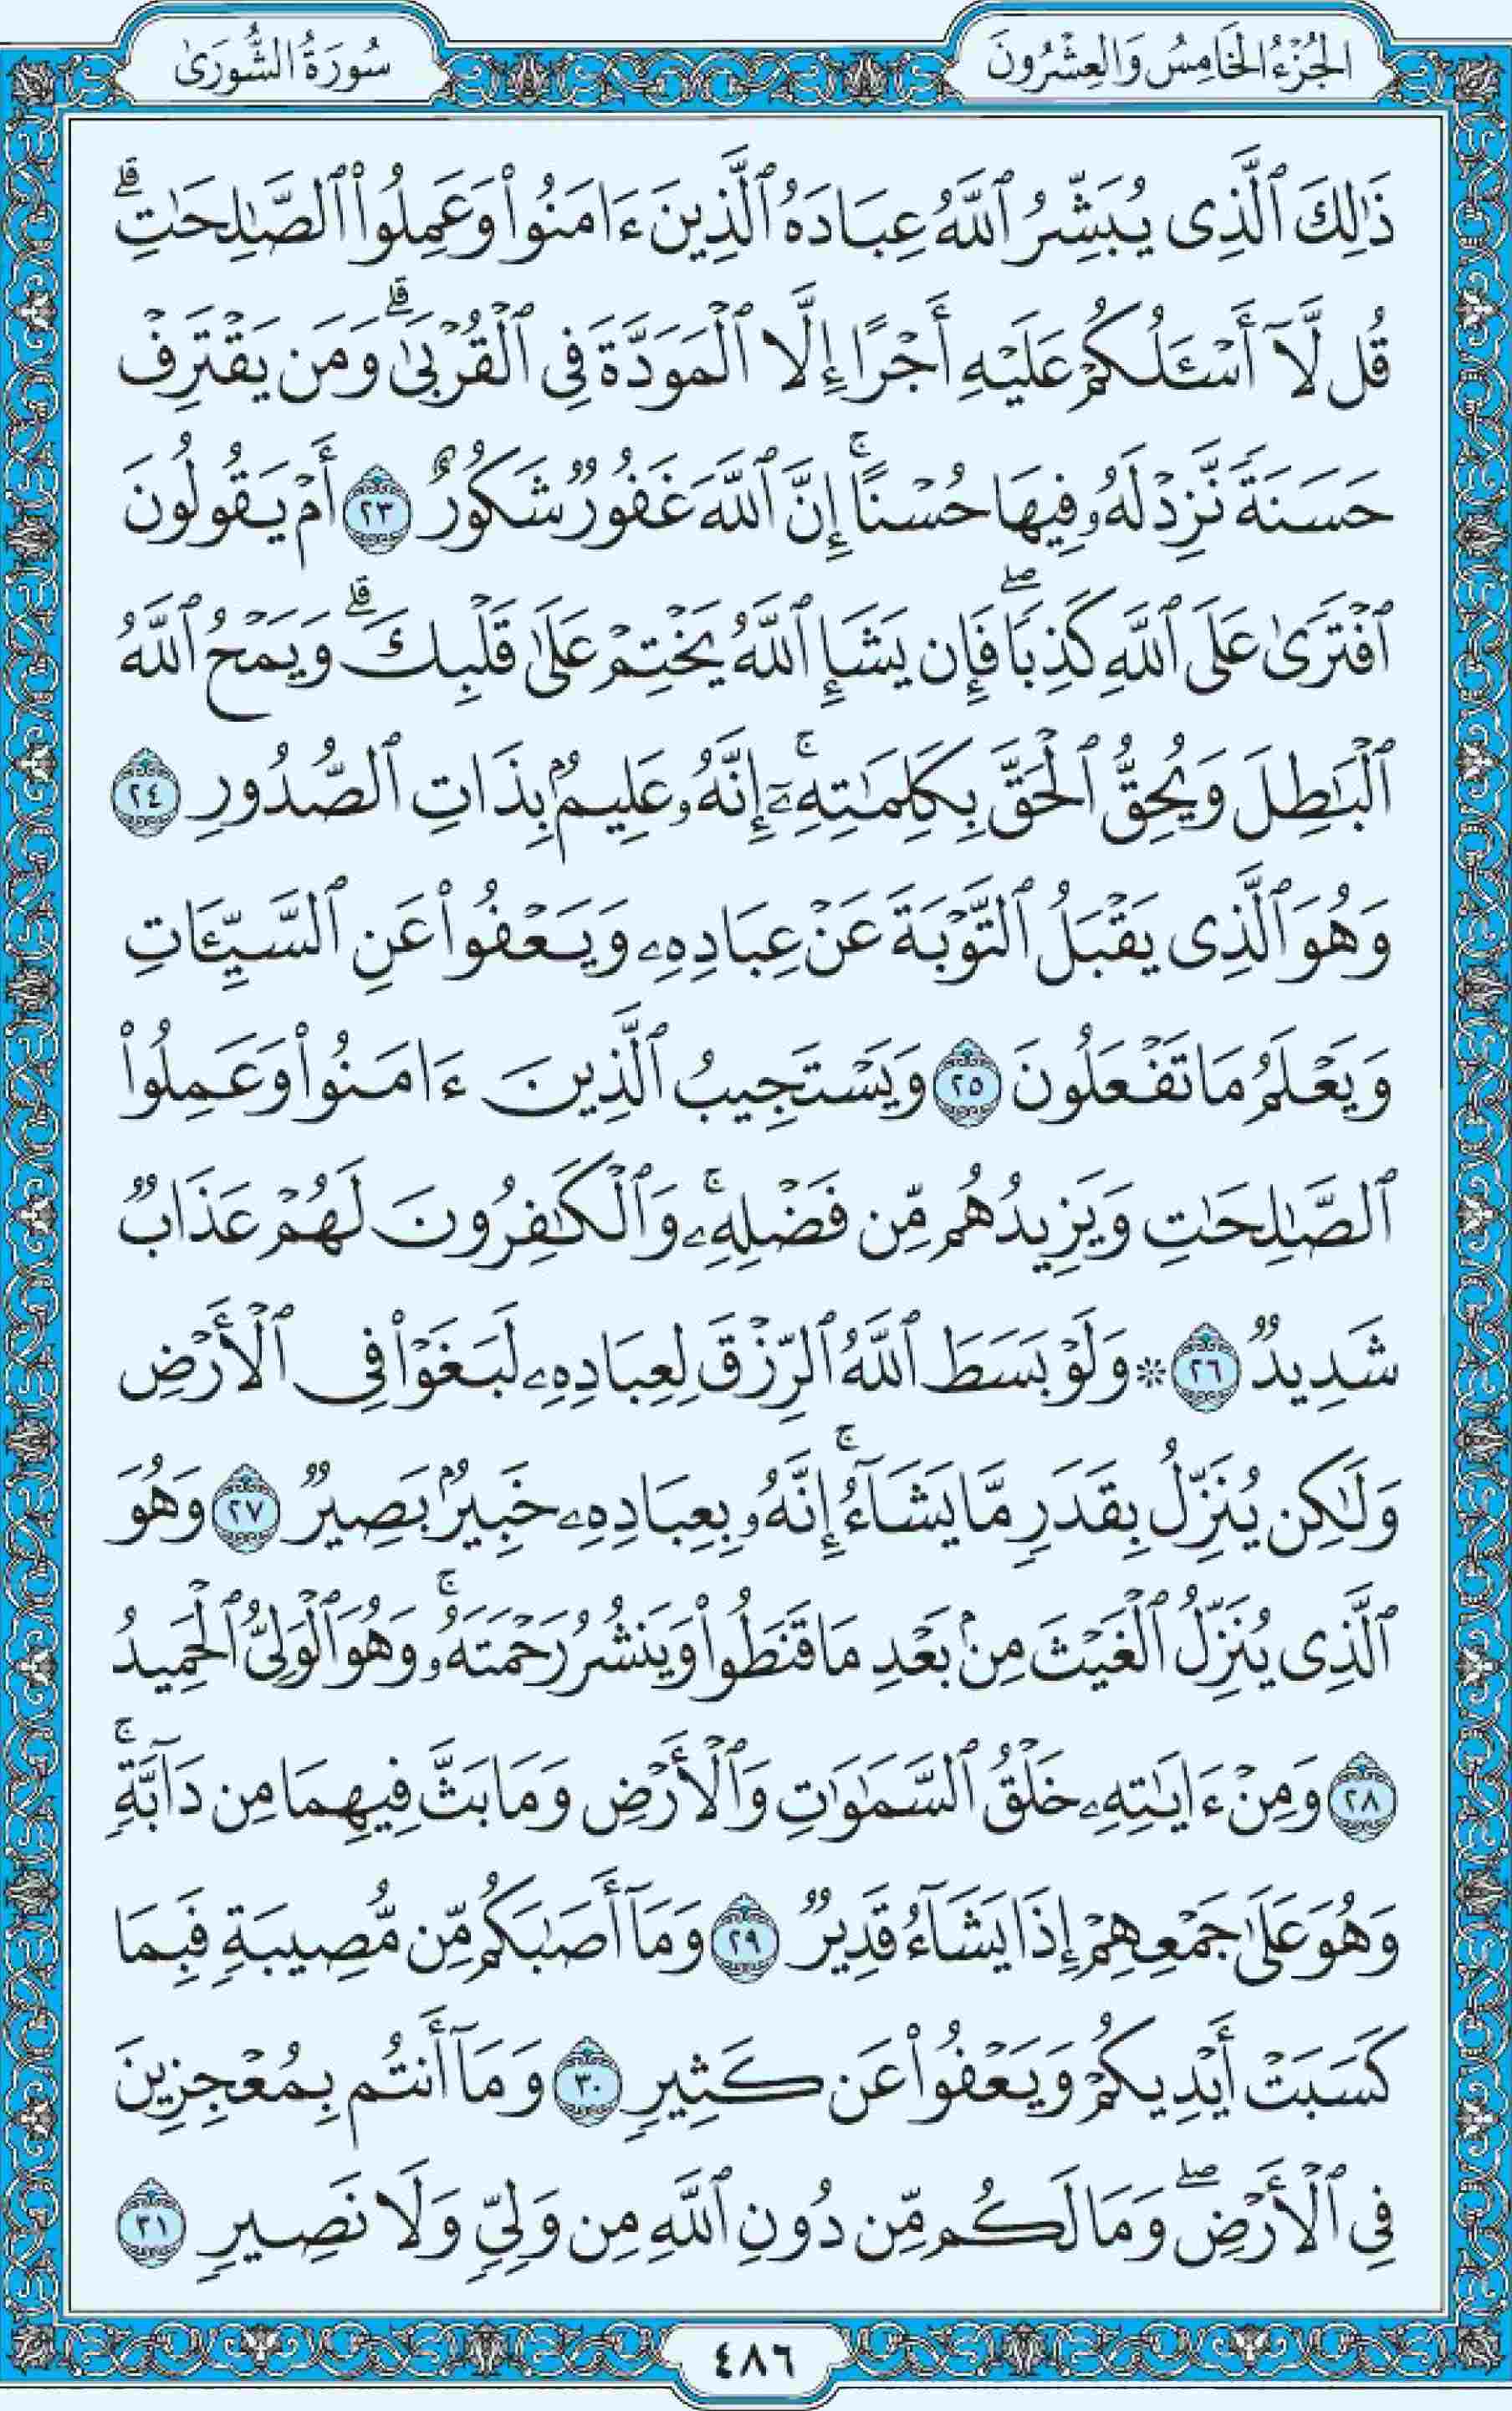 الجُزْءُ الخَامِسُ وَالعِشْرُونَ
سُورَةُ الشُّورَىٰ
ذَٰلِكَ ٱلَّذِى يُبَشِّرُ ٱللَّهُ عِبَادَهُ ٱلَّذِينَ ءَامَنُوا۟ وَعَمِلُوا۟ ٱلصَّـٰلِحَـٰتِ ۗ
قُل لَّآ أَسْـَٔلُكُمْ عَلَيْهِ أَجْرًا إِلَّا ٱلْمَوَدَّةَ فِى ٱلْقُرْبَىٰ ۗ وَمَن يَقْتَرِفْ
حَسَنَةً نَّزِدْ لَهُۥ فِيهَا حُسْنًا ۚ إِنَّ ٱللَّهَ غَفُورٌ شَكُورٌ ٢٣ أَمْ يَقُولُونَ
ٱفْتَرَىٰ عَلَى ٱللَّهِ كَذِبًا ۖ فَإِن يَشَإِ ٱللَّهُ يَخْتِمْ عَلَىٰ قَلْبِكَ ۗ وَيَمْحُ ٱللَّهُ
ٱلْبَـٰطِلَ وَيُحِقُّ ٱلْحَقَّ بِكَلِمَـٰتِهِۦٓ ۚ إِنَّهُۥ عَلِيمٌۢ بِذَاتِ ٱلصُّدُورِ ٢٤
وَهُوَ ٱلَّذِى يَقْبَلُ ٱلتَّوْبَةَ عَنْ عِبَادِهِۦ وَيَعْفُوا۟ عَنِ ٱلسَّيِّـَٔاتِ
وَيَعْلَمُ مَا تَفْعَلُونَ ٢٥ وَيَسْتَجِيبُ ٱلَّذِينَ ءَامَنُوا۟ وَعَمِلُوا۟
ٱلصَّـٰلِحَـٰتِ وَيَزِيدُهُم مِّن فَضْلِهِۦ ۚ وَٱلْكَـٰفِرُونَ لَهُمْ عَذَابٌ
شَدِيدٌ ٢٦ ۞ وَلَوْ بَسَطَ ٱللَّهُ ٱلرِّزْقَ لِعِبَادِهِۦ لَبَغَوْا۟ فِى ٱلْأَرْضِ
وَلَـٰكِن يُنَزِّلُ بِقَدَرٍ مَّا يَشَآءُ ۚ إِنَّهُۥ بِعِبَادِهِۦ خَبِيرٌۢ بَصِيرٌ ٢٧ وَهُوَ
ٱلَّذِى يُنَزِّلُ ٱلْغَيْثَ مِنۢ بَعْدِ مَا قَنَطُوا۟ وَيَنشُرُ رَحْمَتَهُۥ ۚ وَهُوَ ٱلْوَلِىُّ ٱلْحَمِيدُ
٢٨ وَمِنْ ءَايَـٰتِهِۦ خَلْقُ ٱلسَّمَـٰوَٰتِ وَٱلْأَرْضِ وَمَا بَثَّ فِيهِمَا مِن دَآبَّةٍ ۚ
وَهُوَ عَلَىٰ جَمْعِهِمْ إِذَا يَشَآءُ قَدِيرٌ ٢٩ وَمَآ أَصَـٰبَكُم مِّن مُّصِيبَةٍ فَبِمَا
كَسَبَتْ أَيْدِيكُمْ وَيَعْفُوا۟ عَن كَثِيرٍ ٣٠ وَمَآ أَنتُم بِمُعْجِزِينَ
فِى ٱلْأَرْضِ ۖ وَمَا لَكُم مِّن دُونِ ٱللَّهِ مِن وَلِىٍّ وَلَا نَصِيرٍ ٣١
٤٨٦